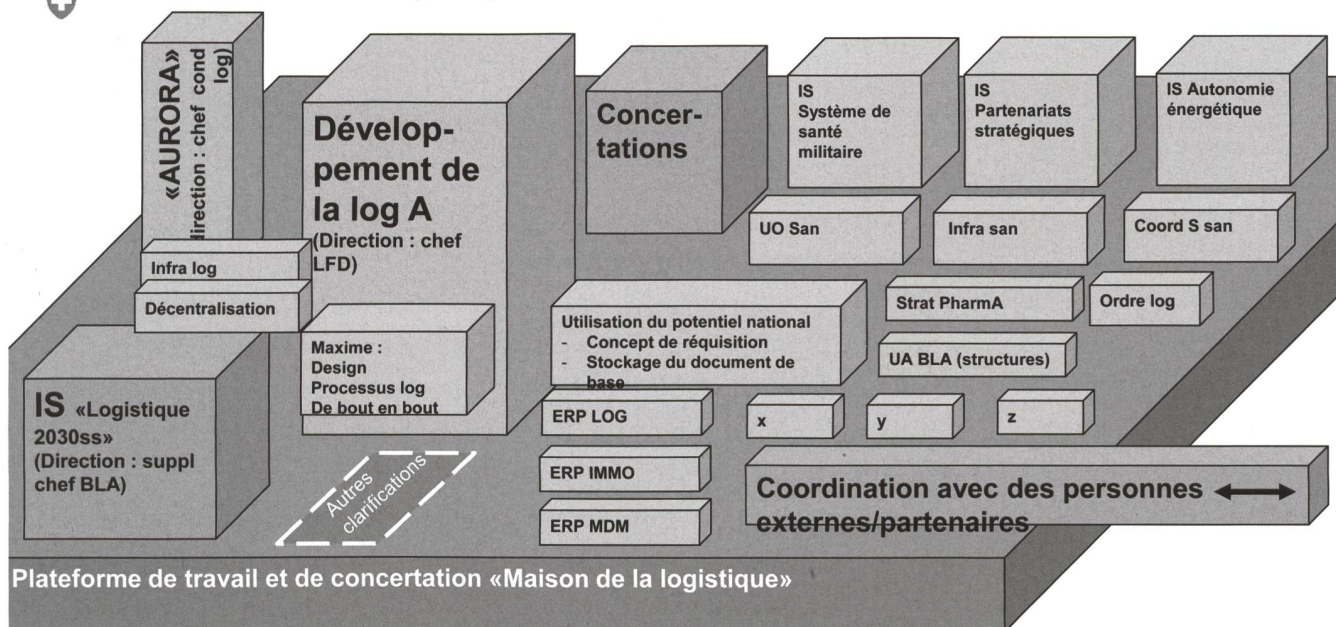 «AURORA»
direction : chef cond
log)
Dévelop-
pement de
la log A
(Direction : chef
LFD)
Concer-
tations
IS
Système de
santé
militaire
IS
Partenariats
stratégiques
IS Autonomie
énergétique
UO San
Infra san
Coord S san
Infra log
Décentralisation
Strat PharmA
Ordre log
Maxime :
Design
Processus log
De bout en bout
Utilisation du potentiel national
- Concept de réquisition
- Stockage du document de
base
UA BLA (structures)
IS «Logistique
2030ss»
(Direction : suppl
chef BLA)
ERP LOG
x
y
z
Autres
clarifications
ERP IMMO
ERP MDM
Coordination avec des personnes
externes/partenaires
Plateforme de travail et de concertation «Maison de la logistique»